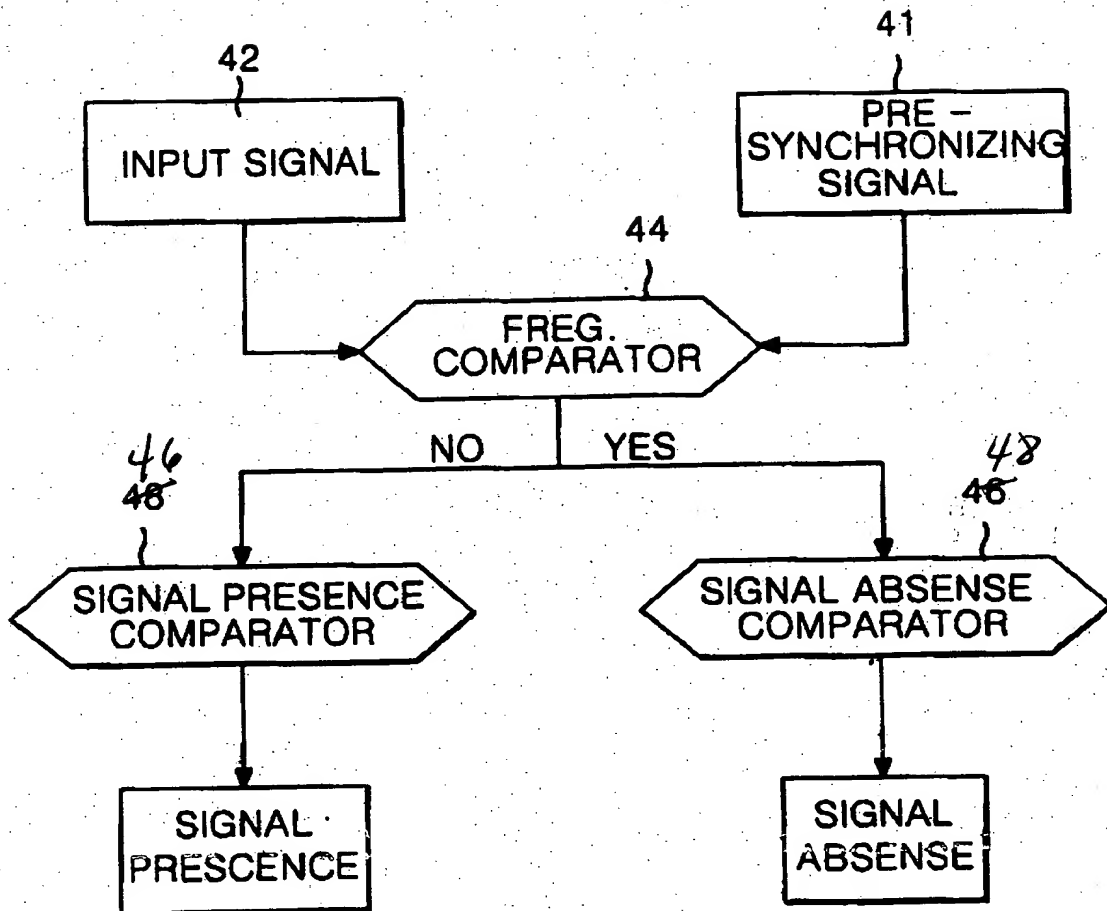 41
42
PRE -
SYNCHRONIZING
SIGNAL
INPUT SIGNAL
44
FREG.
COMPARATOR
NO YES
46
48
48
46
SIGNAL PRESENCE
COMPARATOR
SIGNAL ABSENSE
COMPARATOR
SIGNAL
PRESCENCE
SIGNAL
ABSENSE